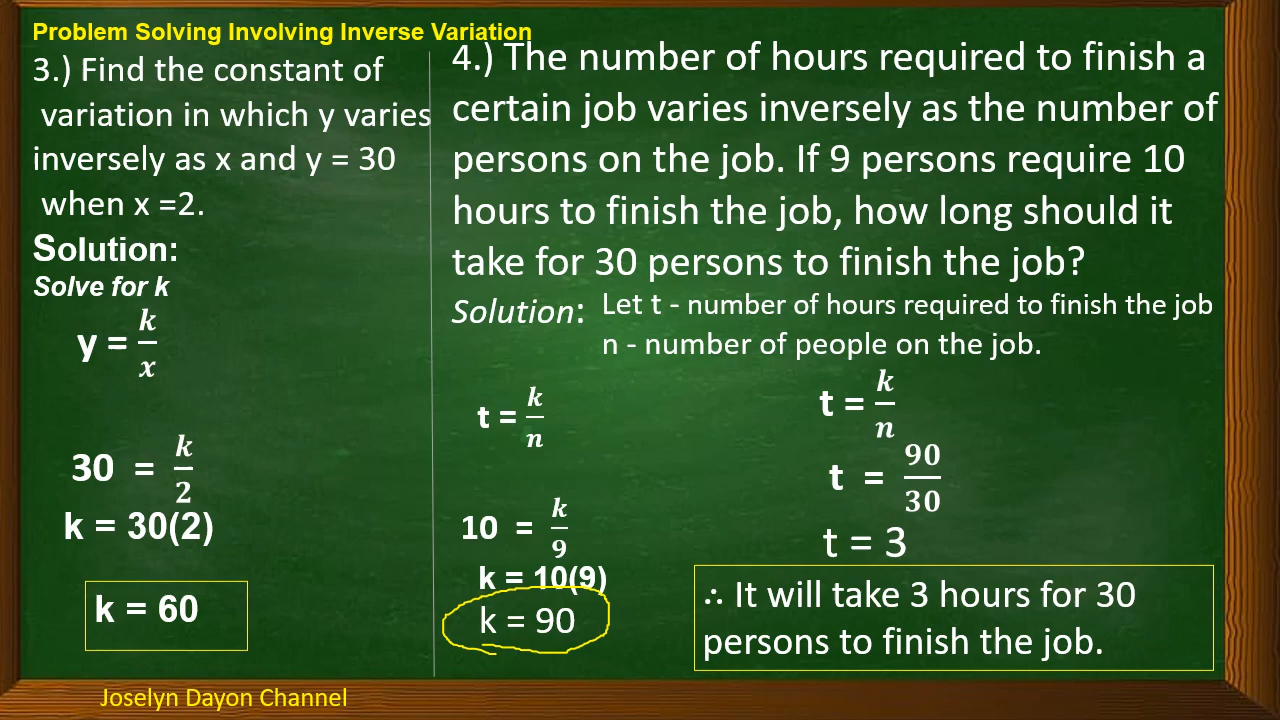 Problem Solving Involving Inverse Variation
3.) Find the constant of
variation in which y varies
inversely as x and y = 30
when x =2.
Solution:
Solve for k
y = k/x
30 = k/2
k = 30(2)
k = 60
4.) The number of hours required to finish a
certain job varies inversely as the number of
persons on the job. If 9 persons require 10
hours to finish the job, how long should it
take for 30 persons to finish the job?
Solution: Let t - number of hours required to finish the job
n - number of people on the job.
t = k/n
10 = k/9
k = 10(9)
k = 90
t = k/n
t = 90/30
t = 3
∴ It will take 3 hours for 30
persons to finish the job.
Joselyn Dayon Channel